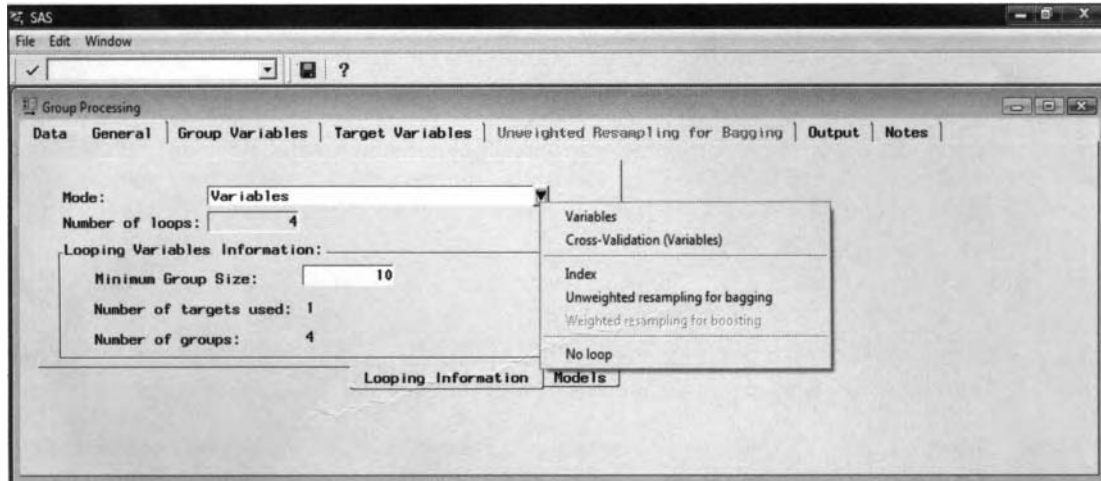 SAS
File Edit Window
?
Group Processing
Data General Group Variables Target Variables Unweighted Resampling for Bagging Output Notes
Mode: Variables
Number of loops: 4
Looping Variables Information:
Minimum Group Size: 10
Number of targets used: 1
Number of groups: 4
Variables
Cross-Validation (Variables)
Index
Unweighted resampling for bagging
Weighted resampling for boosting
No loop
Looping Information Models